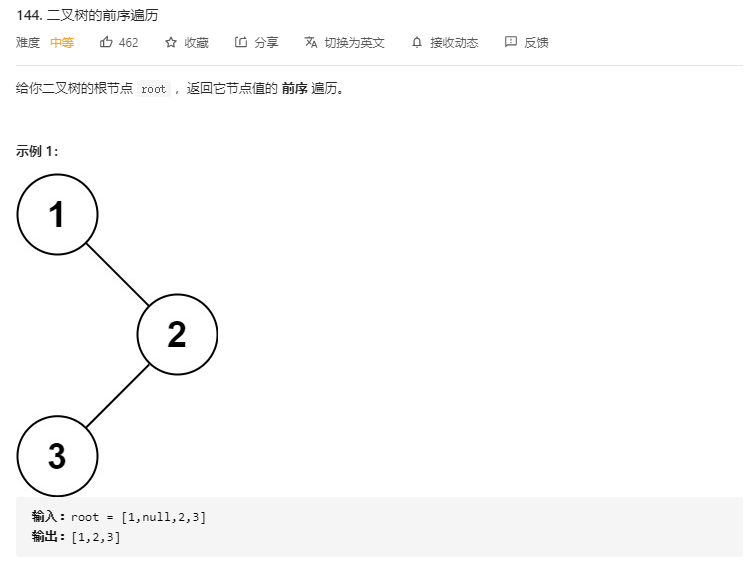 144. 二叉树的前序遍历
难度 中等 462 收藏 分享 切换为英文 接收动态 反馈
给你二叉树的根节点 root ，返回它节点值的 前序 遍历。
示例 1：
1
2
3
输入：root = [1,null,2,3]
输出：[1,2,3]